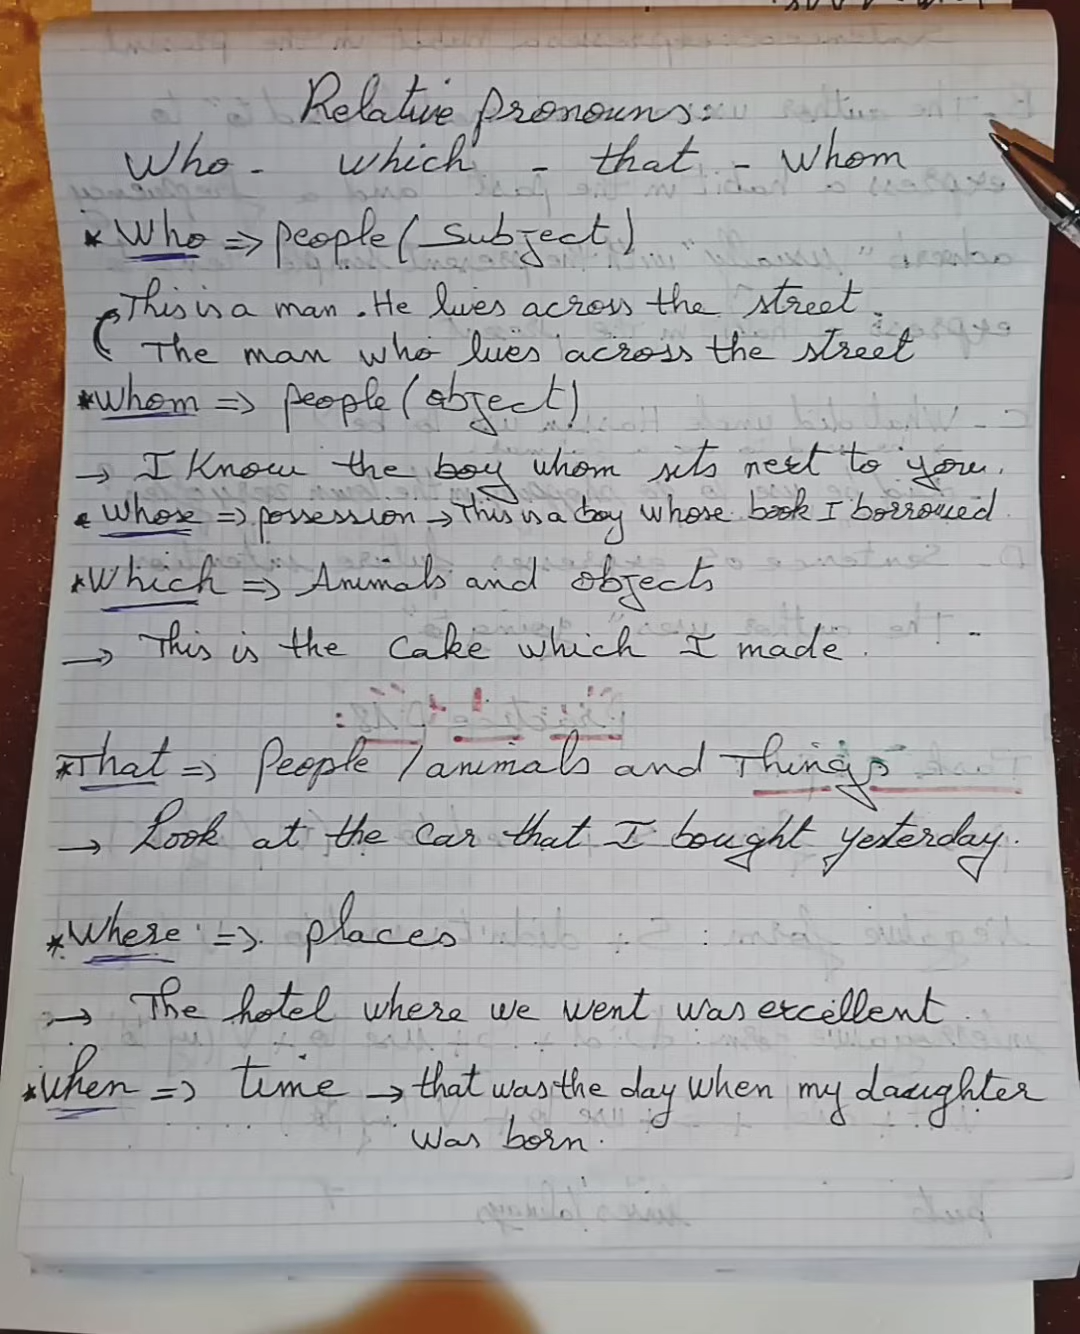 Relative pronouns:
Who - which - that - whom
* Who => people (Subject)
This is a man. He lives across the street.
The man who lives across the street
* whom => people (object)
→ I Know the boy whom sits next to you.
* Whose => possession → This is a boy whose book I borrowed.
* Which => Animals and objects
→ This is the cake which I made.
* That => People / animals and Things
→ Look at the car that I bought yesterday.
* Where => places
→ The hotel where we went was excellent.
* when => time → that was the day when my daughter
was born.